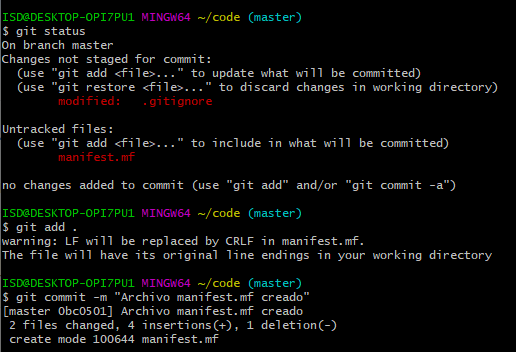 ISD@DESKTOP-OPI7PU1 MINGW64 ~/code (master)
$ git status
On branch master
Changes not staged for commit:
  (use "git add <file>..." to update what will be committed)
  (use "git restore <file>..." to discard changes in working directory)
        modified:   .gitignore

Untracked files:
  (use "git add <file>..." to include in what will be committed)
        manifest.mf

no changes added to commit (use "git add" and/or "git commit -a")

ISD@DESKTOP-OPI7PU1 MINGW64 ~/code (master)
$ git add .
warning: LF will be replaced by CRLF in manifest.mf.
The file will have its original line endings in your working directory

ISD@DESKTOP-OPI7PU1 MINGW64 ~/code (master)
$ git commit -m "Archivo manifest.mf creado"
[master 0bc0501] Archivo manifest.mf creado
 2 files changed, 4 insertions(+), 1 deletion(-)
 create mode 100644 manifest.mf